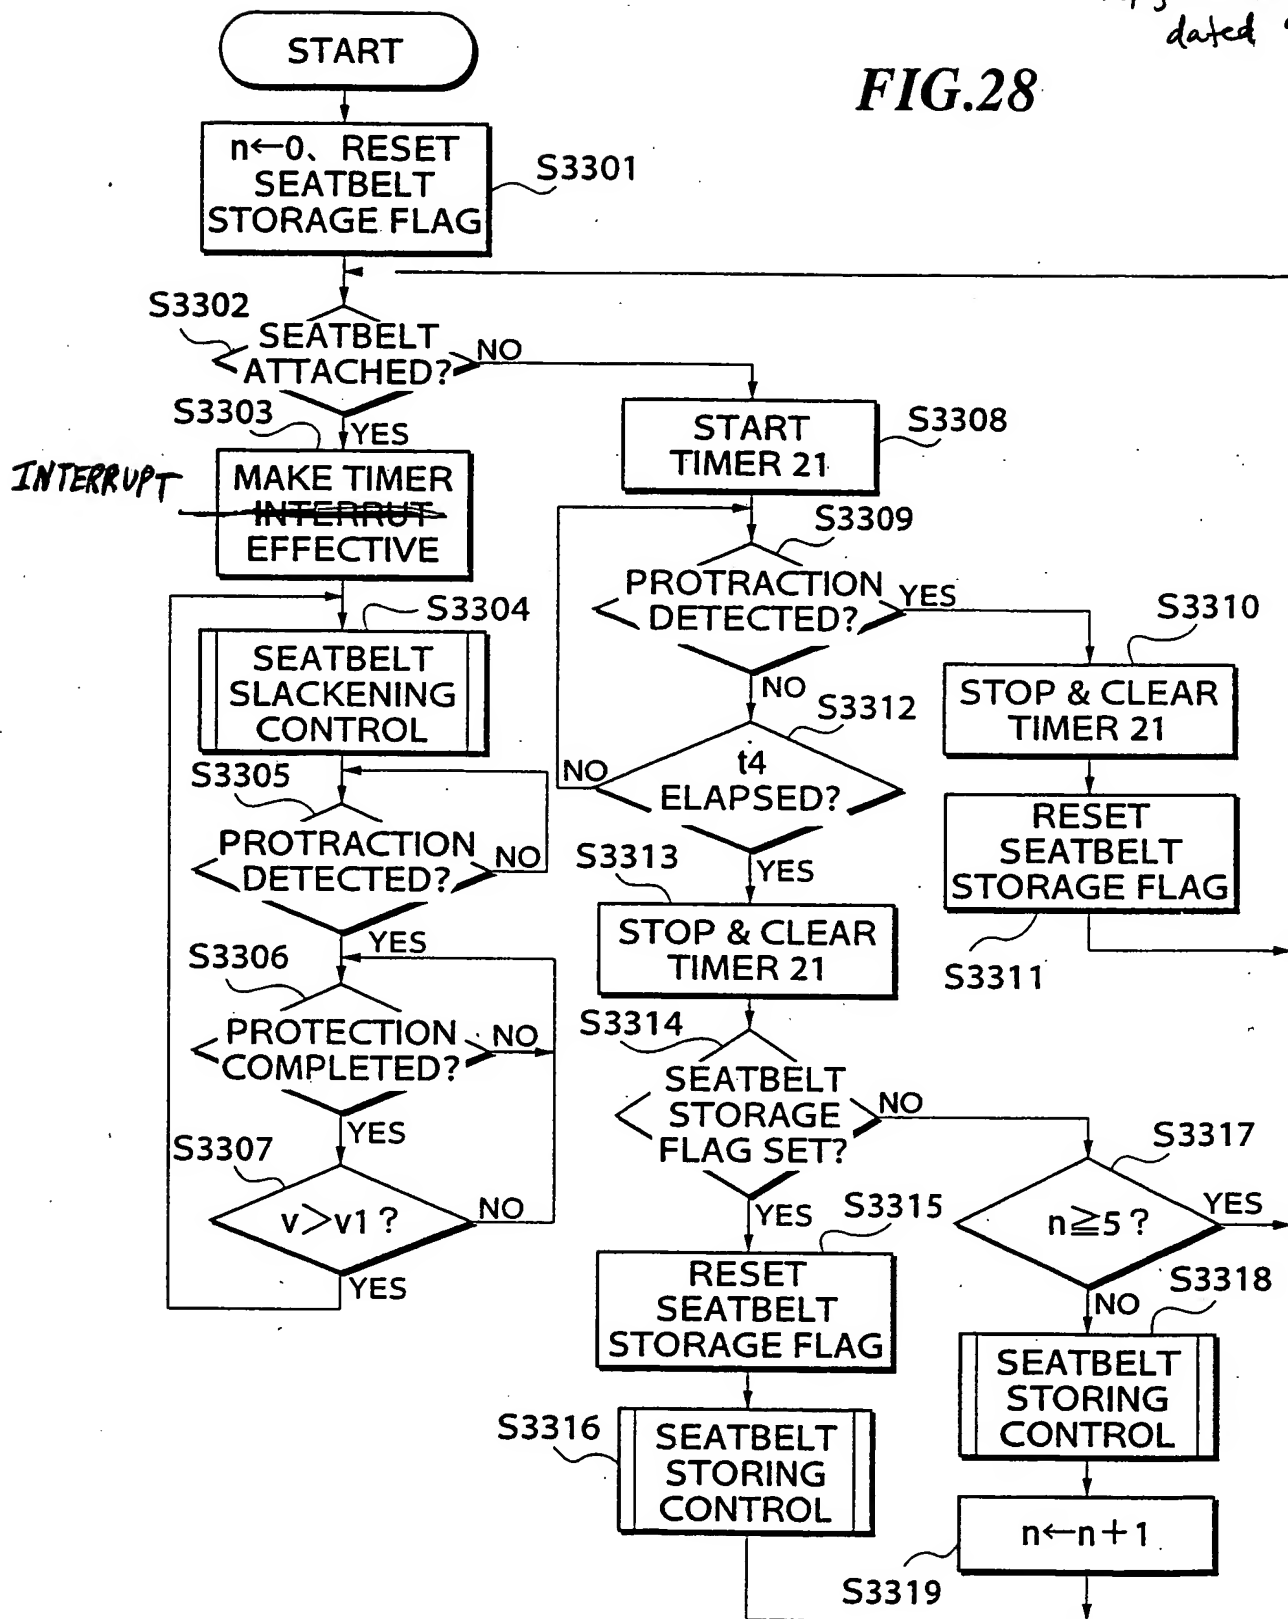 dated
FIG.28
START
n←0、RESET
SEATBELT
STORAGE FLAG
S3301
S3302
SEATBELT
ATTACHED?
NO
YES
S3303
INTERRUPT
MAKE TIMER
INTERRUT
EFFECTIVE
S3304
SEATBELT
SLACKENING
CONTROL
S3305
PROTRACTION
DETECTED?
NO
YES
S3306
PROTECTION
COMPLETED?
NO
YES
S3307
v>v1?
NO
YES
START
TIMER 21
S3308
S3309
PROTRACTION
DETECTED?
YES
NO
S3310
STOP & CLEAR
TIMER 21
RESET
SEATBELT
STORAGE FLAG
S3311
S3312
t4
ELAPSED?
NO
YES
S3313
STOP & CLEAR
TIMER 21
S3314
SEATBELT
STORAGE
FLAG SET?
NO
YES
S3315
RESET
SEATBELT
STORAGE FLAG
S3316
SEATBELT
STORING
CONTROL
S3317
n≧5?
YES
NO
S3318
SEATBELT
STORING
CONTROL
n←n+1
S3319